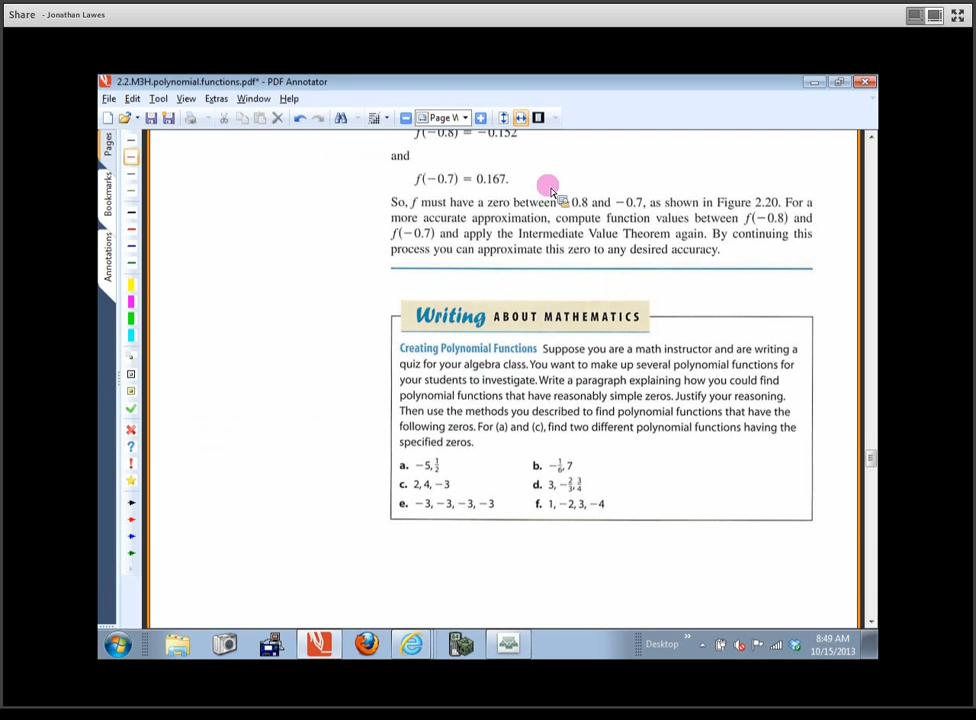 Share - Jonathan Lawes
2.2.M3H.polynomial.functions.pdf* - PDF Annotator
File Edit Tool View Extras Window Help
Page W
Pages
Bookmarks
Annotations
f(−0.8) = −0.152
and
f(−0.7) = 0.167.
So, f must have a zero between 0.8 and −0.7, as shown in Figure 2.20. For a
more accurate approximation, compute function values between f(−0.8) and
f(−0.7) and apply the Intermediate Value Theorem again. By continuing this
process you can approximate this zero to any desired accuracy.
Writing ABOUT MATHEMATICS
Creating Polynomial Functions Suppose you are a math instructor and are writing a
quiz for your algebra class. You want to make up several polynomial functions for
your students to investigate. Write a paragraph explaining how you could find
polynomial functions that have reasonably simple zeros. Justify your reasoning.
Then use the methods you described to find polynomial functions that have the
following zeros. For (a) and (c), find two different polynomial functions having the
specified zeros.
a. −5, 1/2 b. −1/6, 7
c. 2, 4, −3 d. 3, −2/3, 3/4
e. −3, −3, −3, −3 f. 1, −2, 3, −4
Desktop »
8:49 AM
10/15/2013